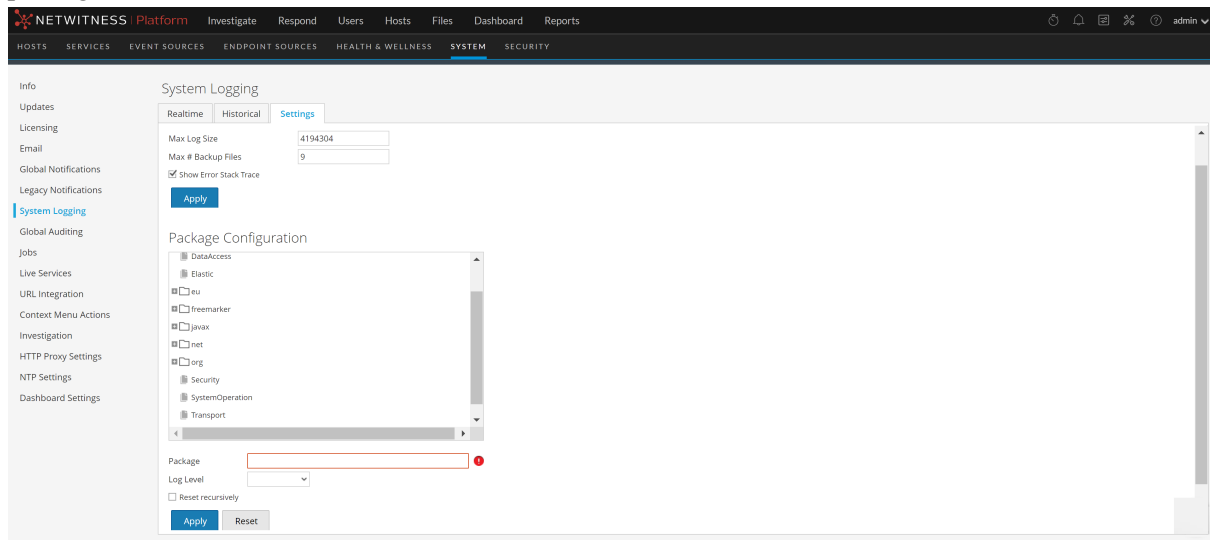 NETWITNESS | Platform Investigate Respond Users Hosts Files Dashboard Reports admin
HOSTS SERVICES EVENT SOURCES ENDPOINT SOURCES HEALTH & WELLNESS SYSTEM SECURITY
Info
Updates
Licensing
Email
Global Notifications
Legacy Notifications
System Logging
Global Auditing
Jobs
Live Services
URL Integration
Context Menu Actions
Investigation
HTTP Proxy Settings
NTP Settings
Dashboard Settings
System Logging
Realtime Historical Settings
Max Log Size 4194304
Max # Backup Files 9
Show Error Stack Trace
Apply
Package Configuration
DataAccess
Elastic
eu
freemarker
javax
net
org
Security
SystemOperation
Transport
Package
Log Level
Reset recursively
Apply Reset